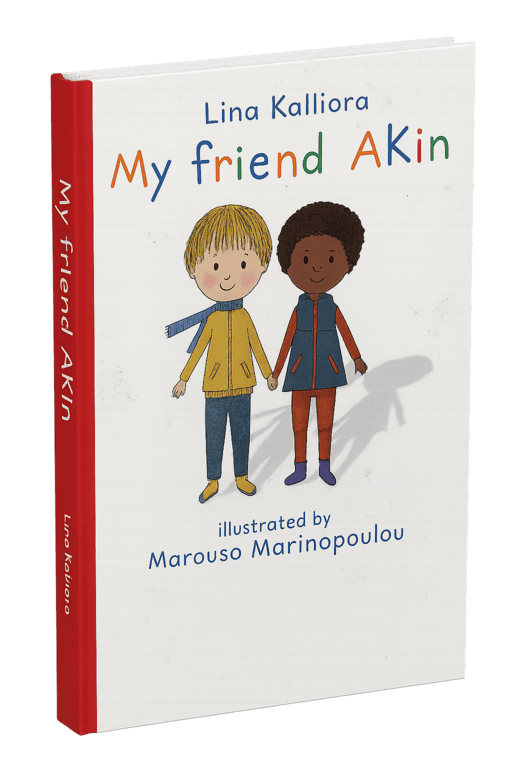 Lina Kalliora
My friend AKin
illustrated by
Marouso Marinopoulou
My friend AKin
Lina Kalliora